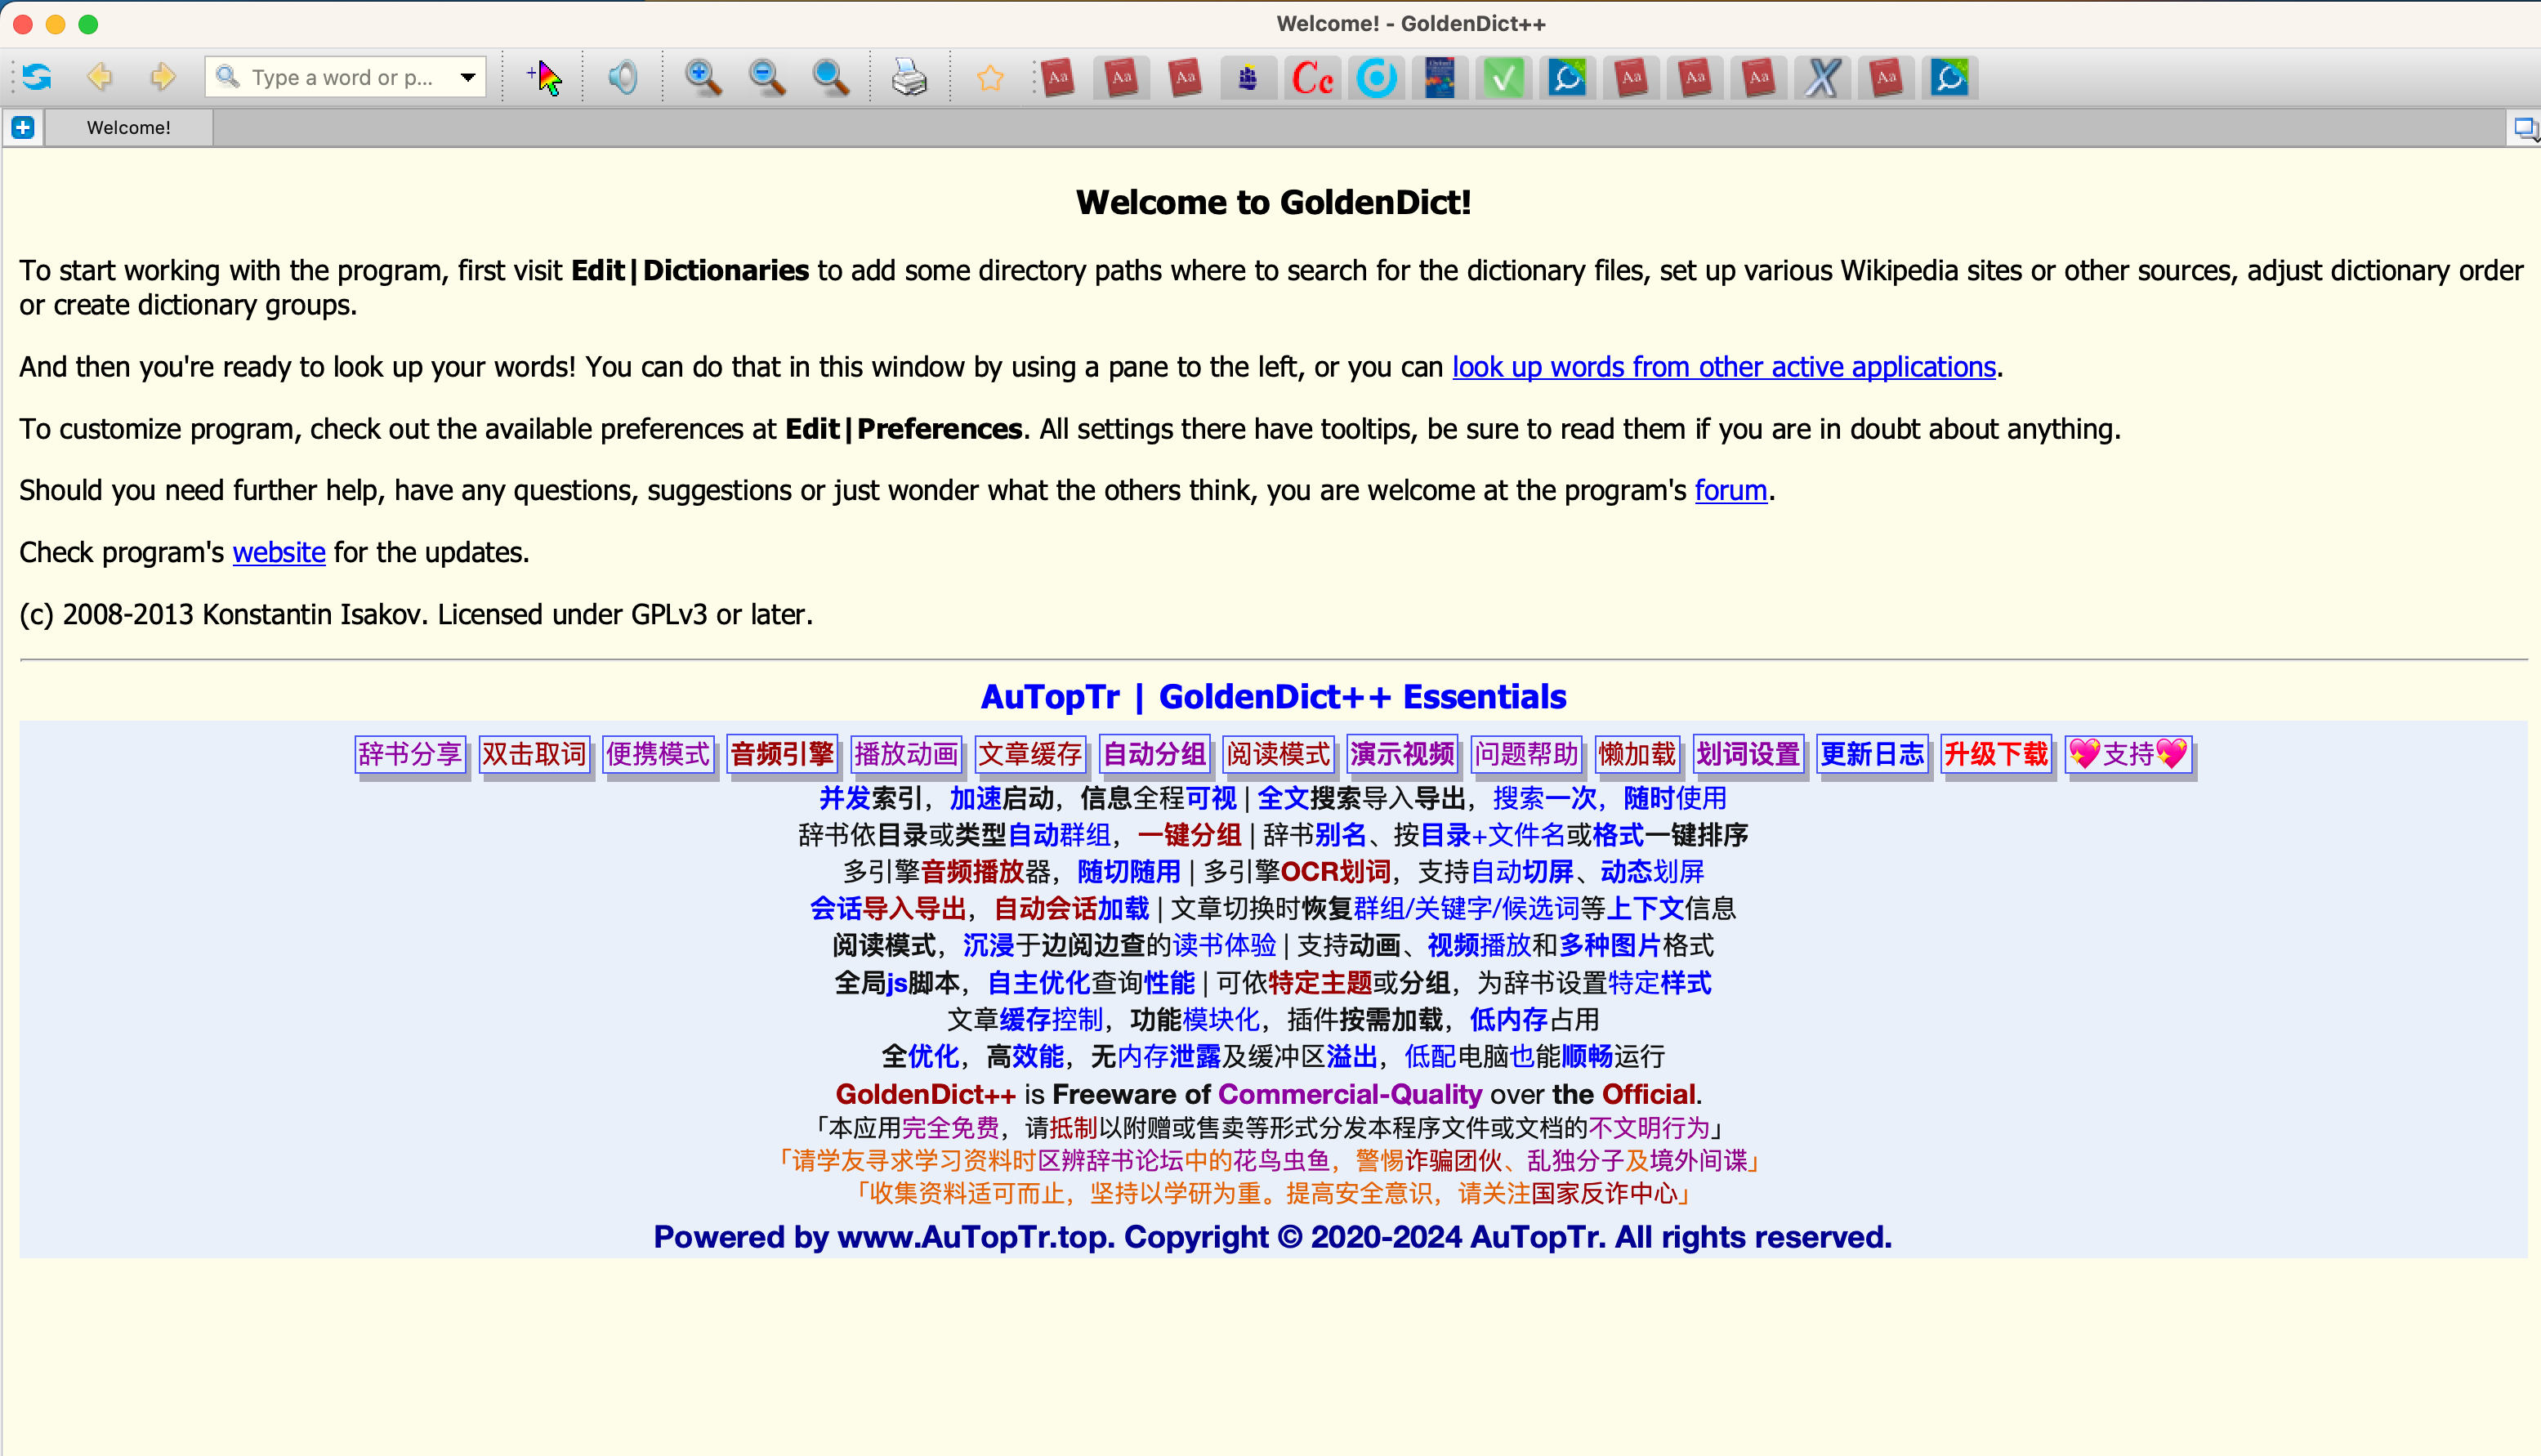 Welcome! - GoldenDict++
Type a word or p...
Aa Aa Aa Cc Aa Aa Aa X Aa
Welcome!
Welcome to GoldenDict!
To start working with the program, first visit Edit|Dictionaries to add some directory paths where to search for the dictionary files, set up various Wikipedia sites or other sources, adjust dictionary order
or create dictionary groups.
And then you're ready to look up your words! You can do that in this window by using a pane to the left, or you can look up words from other active applications.
To customize program, check out the available preferences at Edit|Preferences. All settings there have tooltips, be sure to read them if you are in doubt about anything.
Should you need further help, have any questions, suggestions or just wonder what the others think, you are welcome at the program's forum.
Check program's website for the updates.
(c) 2008-2013 Konstantin Isakov. Licensed under GPLv3 or later.
AuTopTr | GoldenDict++ Essentials
辞书分享 双击取词 便携模式 音频引擎 播放动画 文章缓存 自动分组 阅读模式 演示视频 问题帮助 懒加载 划词设置 更新日志 升级下载 💖支持💖
并发索引，加速启动，信息全程可视 | 全文搜索导入导出，搜索一次，随时使用
辞书依目录或类型自动群组，一键分组 | 辞书别名、按目录+文件名或格式一键排序
多引擎音频播放器，随切随用 | 多引擎OCR划词，支持自动切屏、动态划屏
会话导入导出，自动会话加载 | 文章切换时恢复群组/关键字/候选词等上下文信息
阅读模式，沉浸于边阅边查的读书体验 | 支持动画、视频播放和多种图片格式
全局js脚本，自主优化查询性能 | 可依特定主题或分组，为辞书设置特定样式
文章缓存控制，功能模块化，插件按需加载，低内存占用
全优化，高效能，无内存泄露及缓冲区溢出，低配电脑也能顺畅运行
GoldenDict++ is Freeware of Commercial-Quality over the Official.
「本应用完全免费，请抵制以附赠或售卖等形式分发本程序文件或文档的不文明行为」
「请学友寻求学习资料时区辨辞书论坛中的花鸟虫鱼，警惕诈骗团伙、乱独分子及境外间谍」
「收集资料适可而止，坚持以学研为重。提高安全意识，请关注国家反诈中心」
Powered by www.AuTopTr.top. Copyright © 2020-2024 AuTopTr. All rights reserved.